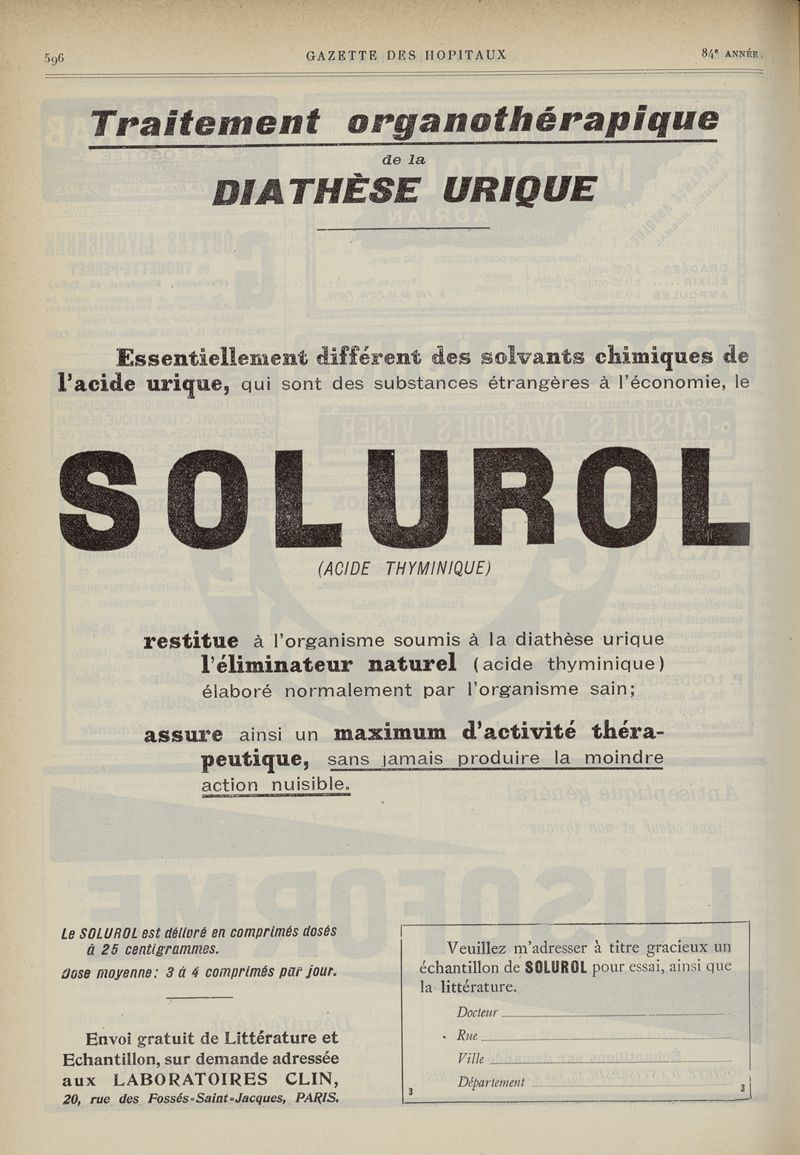 596
GAZETTE DES HOPITAUX
84e ANNÉE.
Traitement organothérapique
de la
DIATHÈSE URIQUE
Essentiellement différent des solvants chimiques de
l'acide urique, qui sont des substances étrangères à l'économie, le
SOLUROL
(ACIDE THYMINIQUE)
restitue à l'organisme soumis à la diathèse urique
l'éliminateur naturel (acide thyminique)
élaboré normalement par l'organisme sain;
assure ainsi un maximum d'activité théra-
peutique, sans jamais produire la moindre
action nuisible.
Le SOLUROL est délivré en comprimés dosés
à 25 centigrammes.
Dose moyenne: 3 à 4 comprimés par jour.
Envoi gratuit de Littérature et
Echantillon, sur demande adressée
aux LABORATOIRES CLIN,
20, rue des Fossés-Saint-Jacques, PARIS.
Veuillez m'adresser à titre gracieux un
échantillon de SOLUROL pour essai, ainsi que
la littérature.
Docteur
Rue
Ville
Département
3
3